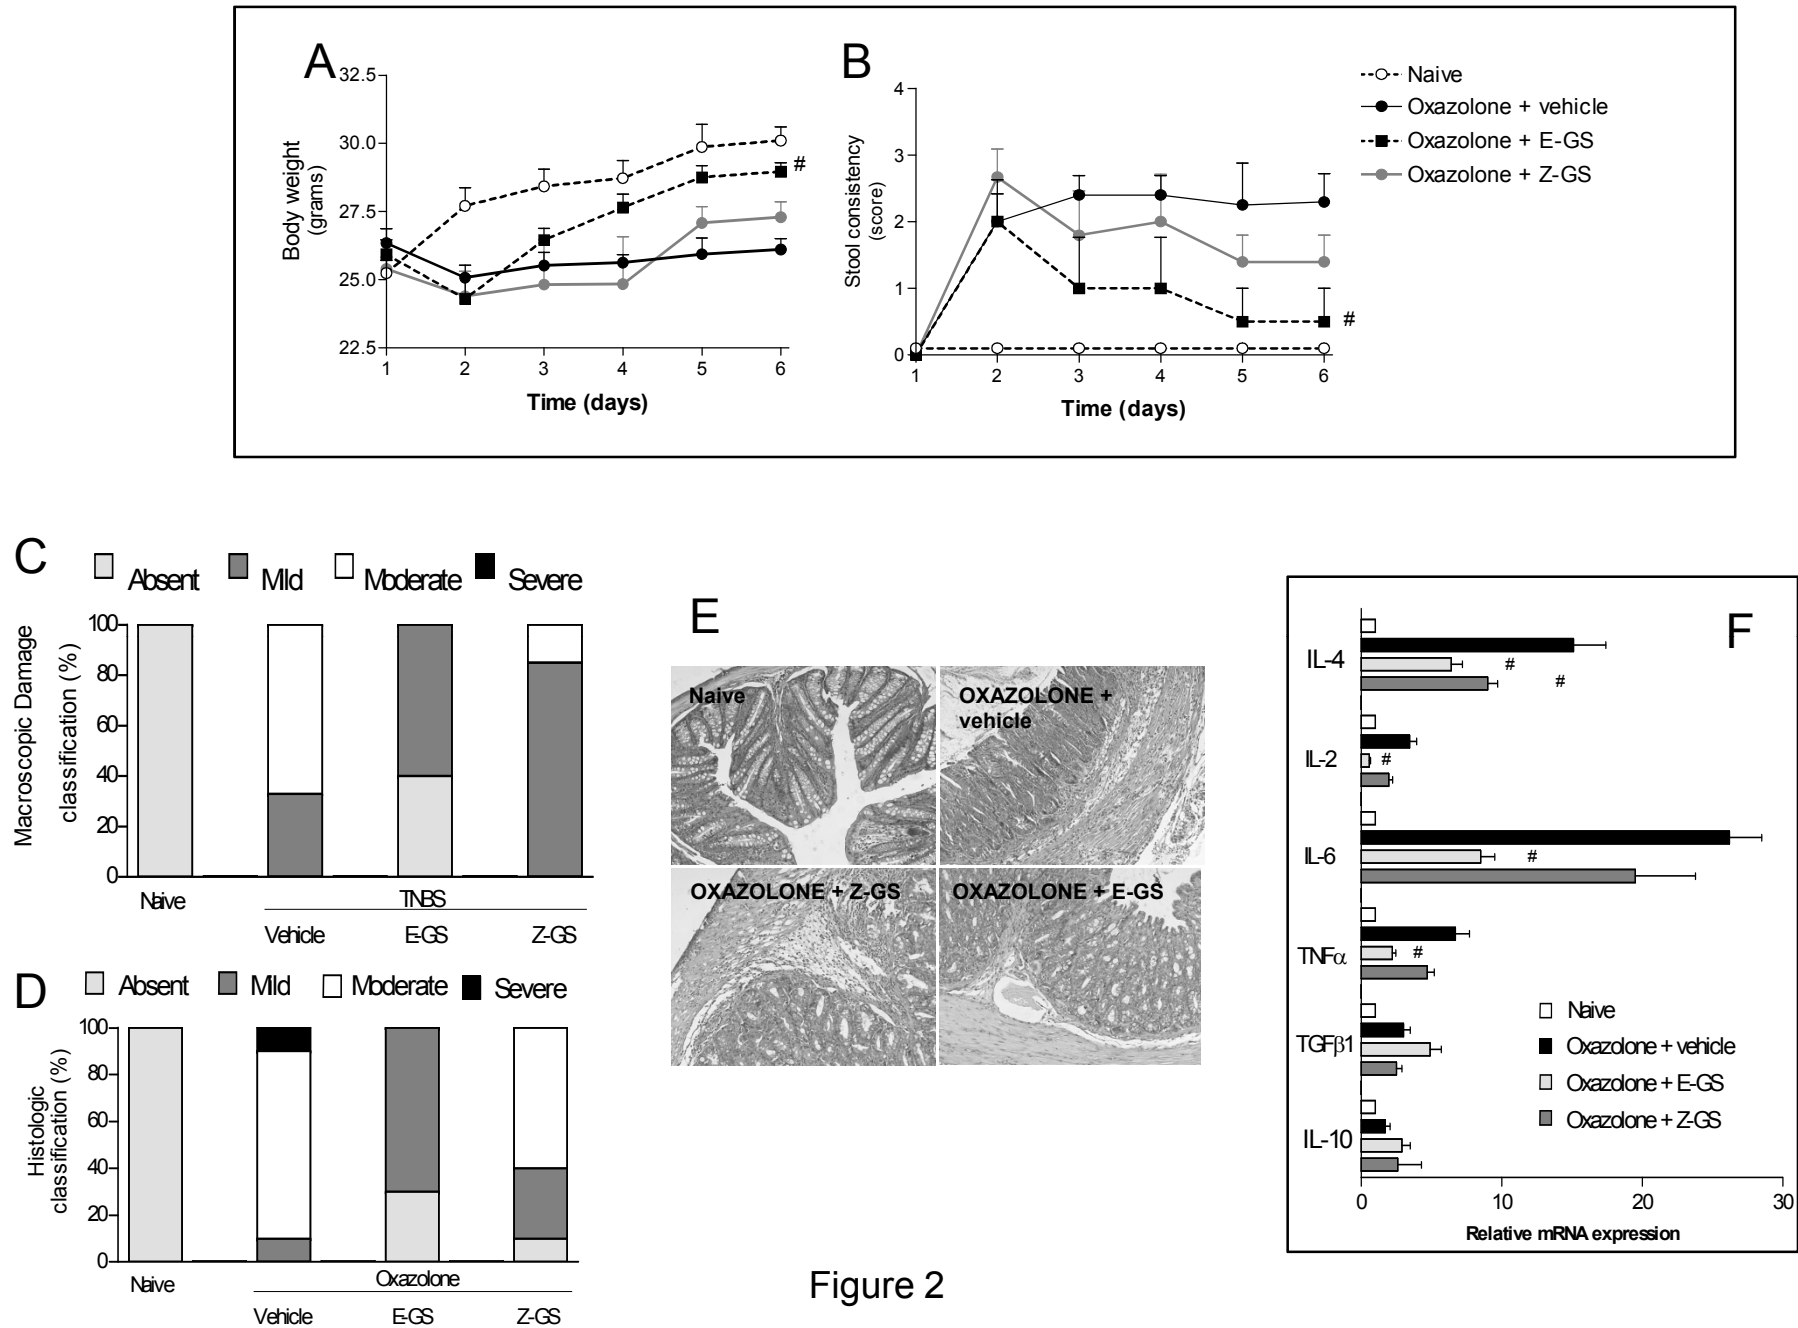 A
32.5
30.0
27.5
25.0
22.5
Body weight
(grams)
1 2 3 4 5 6
Time (days)
#
B
4
3
2
1
0
Stool consistency
(score)
1 2 3 4 5 6
Time (days)
#
Naive
Oxazolone + vehicle
Oxazolone + E-GS
Oxazolone + Z-GS
C
Absent Mild Moderate Severe
Macroscopic Damage
classification (%)
100
80
60
40
20
0
Naive
TNBS
Vehicle E-GS Z-GS
D
Absent Mild Moderate Severe
Histologic
classification (%)
100
80
60
40
20
0
Naive
Oxazolone
Vehicle E-GS Z-GS
E
Naive
OXAZOLONE +
vehicle
OXAZOLONE + Z-GS
OXAZOLONE + E-GS
F
IL-4
#
#
IL-2
#
IL-6
#
TNFα
#
TGFβ1
IL-10
Naive
Oxazolone + vehicle
Oxazolone + E-GS
Oxazolone + Z-GS
0 10 20 30
Relative mRNA expression
Figure 2